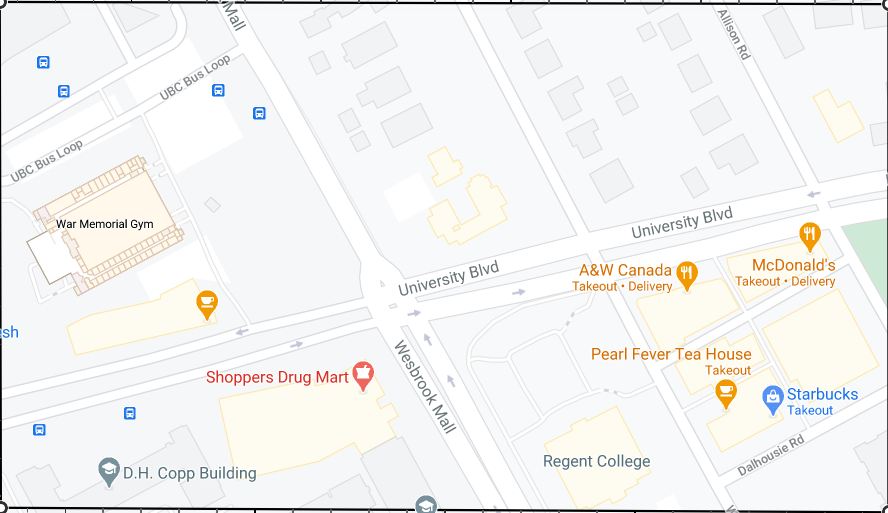 Mall
Allison Rd
UBC Bus Loop
UBC Bus Loop
War Memorial Gym
University Blvd
University Blvd
A&W Canada
Takeout • Delivery
McDonald's
Takeout • Delivery
esh
Shoppers Drug Mart
Wesbrook Mall
Pearl Fever Tea House
Takeout
Starbucks
Takeout
Dalhousie Rd
Regent College
D.H. Copp Building